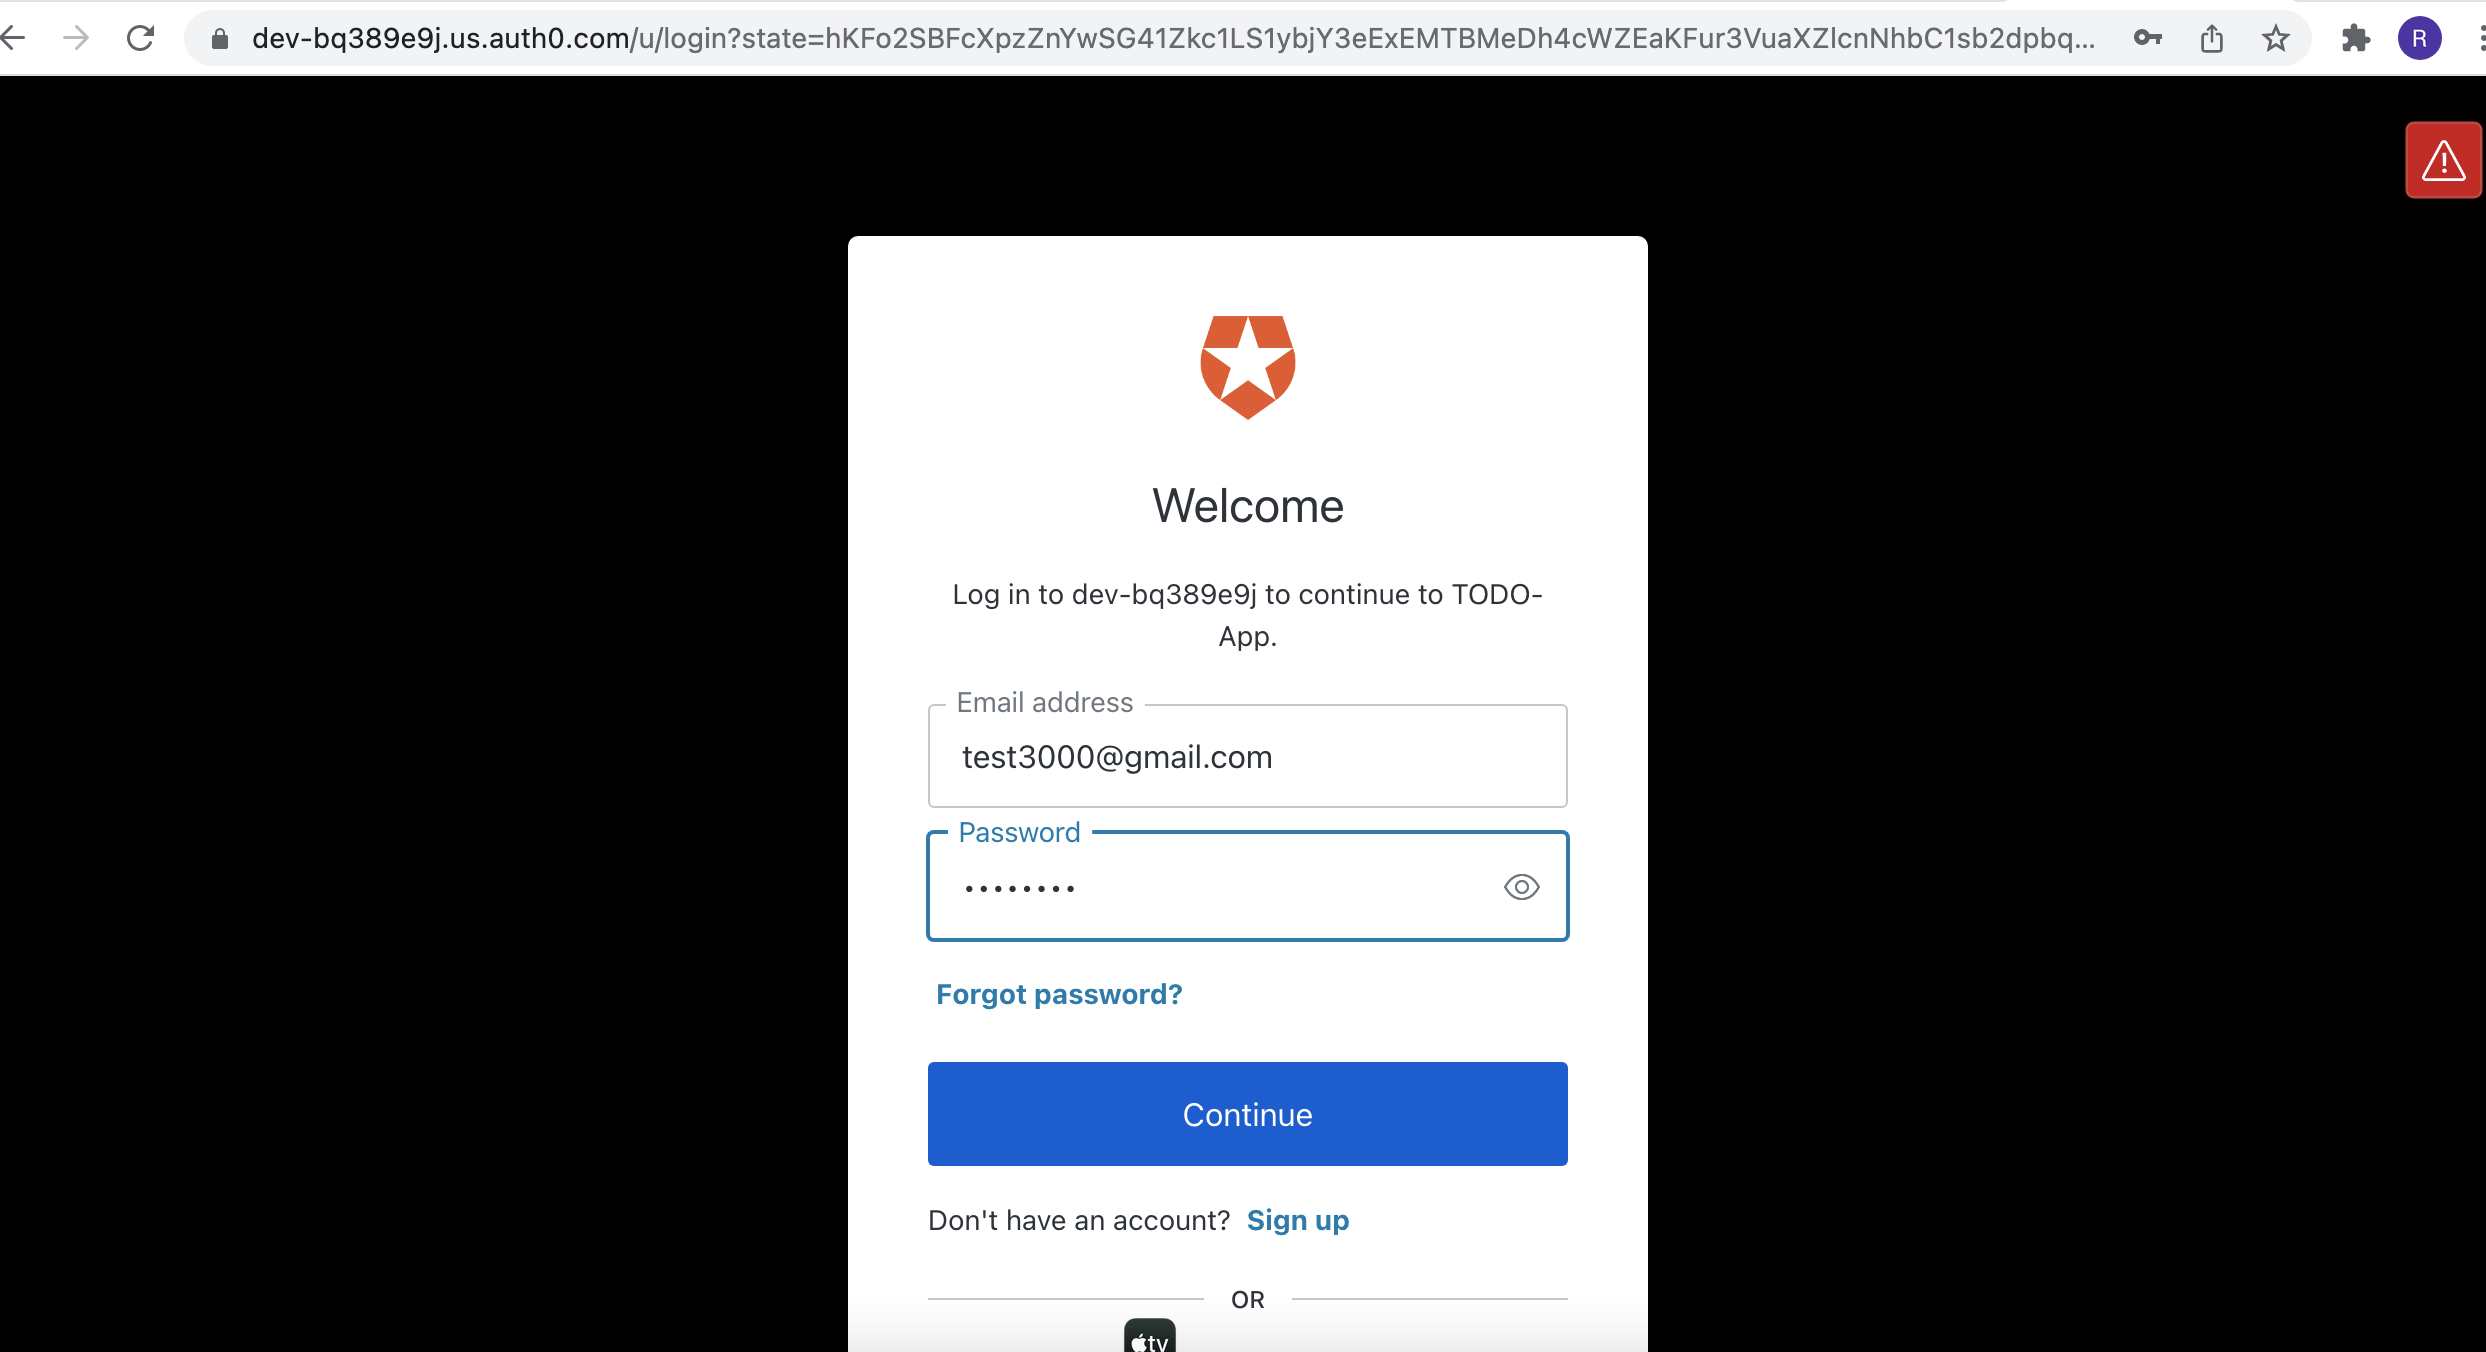 dev-bq389e9j.us.auth0.com/u/login?state=hKFo2SBFcXpzZnYwSG41Zkc1LS1ybjY3eExEMTBMeDh4cWZEaKFur3VuaXZlcnNhbC1sb2dpbq...
R
Welcome
Log in to dev-bq389e9j to continue to TODO-
App.
Email address
test3000@gmail.com
Password
Forgot password?
Continue
Don't have an account? Sign up
OR
tv